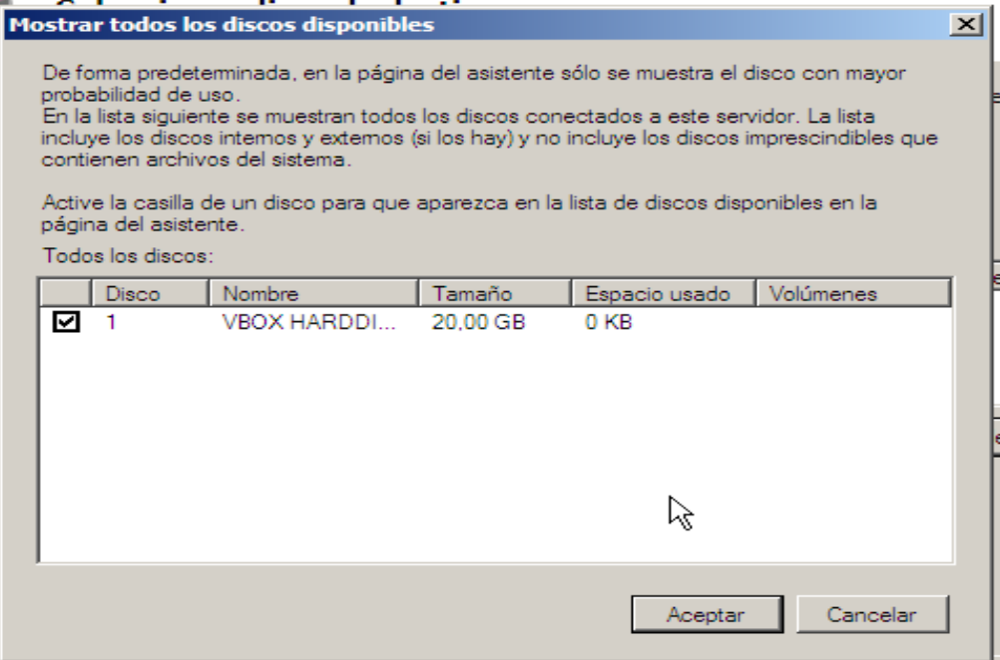 Mostrar todos los discos disponibles
De forma predeterminada, en la página del asistente sólo se muestra el disco con mayor
probabilidad de uso.
En la lista siguiente se muestran todos los discos conectados a este servidor. La lista
incluye los discos internos y externos (si los hay) y no incluye los discos imprescindibles que
contienen archivos del sistema.
Active la casilla de un disco para que aparezca en la lista de discos disponibles en la
página del asistente.
Todos los discos:
Disco Nombre Tamaño Espacio usado Volúmenes
1 VBOX HARDDI... 20,00 GB 0 KB
Aceptar Cancelar